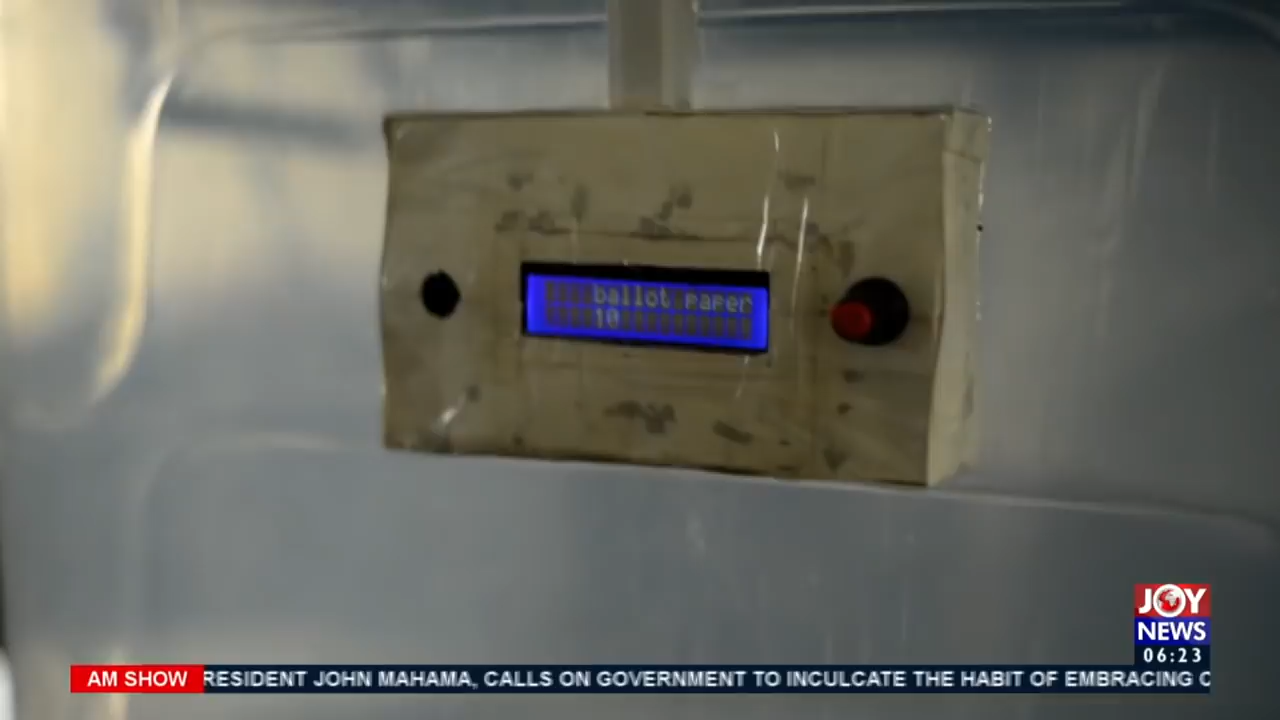 ballot paper
10
JOY
NEWS
06:23
AM SHOW
RESIDENT JOHN MAHAMA, CALLS ON GOVERNMENT TO INCULCATE THE HABIT OF EMBRACING